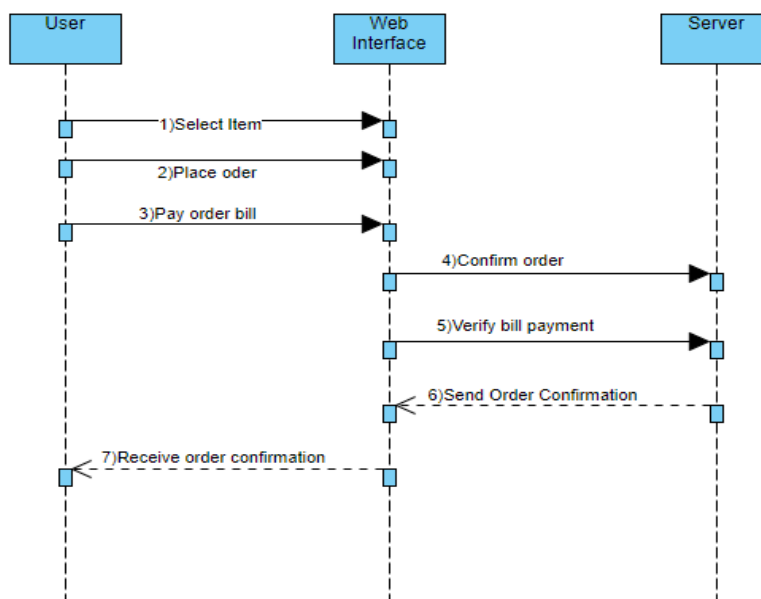 User
Web
Interface
Server
1)Select Item
2)Place oder
3)Pay order bill
4)Confirm order
5)Verify bill payment
6)Send Order Confirmation
7)Receive order confirmation